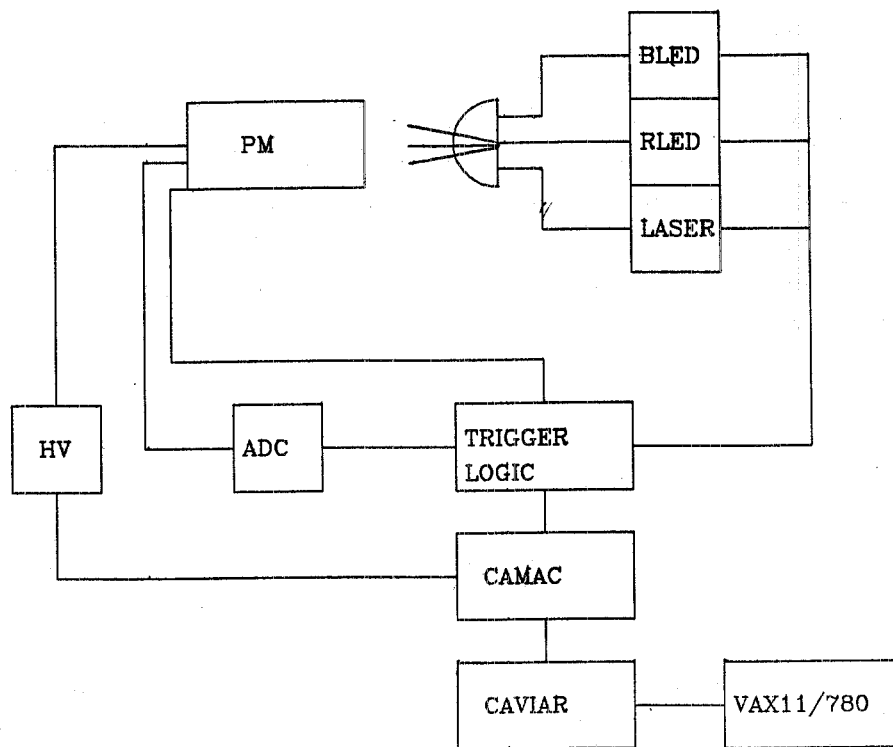 BLED
PM
RLED
LASER
HV
ADC
TRIGGER
LOGIC
CAMAC
CAVIAR
VAX11/780